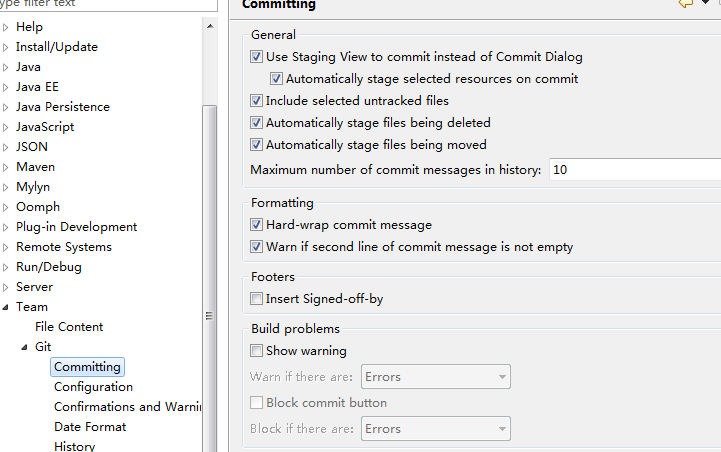 type filter text
Help
Install/Update
Java
Java EE
Java Persistence
JavaScript
JSON
Maven
Mylyn
Oomph
Plug-in Development
Remote Systems
Run/Debug
Server
Team
File Content
Git
Committing
Configuration
Confirmations and Warnin
Date Format
History
Committing
General
Use Staging View to commit instead of Commit Dialog
Automatically stage selected resources on commit
Include selected untracked files
Automatically stage files being deleted
Automatically stage files being moved
Maximum number of commit messages in history: 10
Formatting
Hard-wrap commit message
Warn if second line of commit message is not empty
Footers
Insert Signed-off-by
Build problems
Show warning
Warn if there are: Errors
Block commit button
Block if there are: Errors